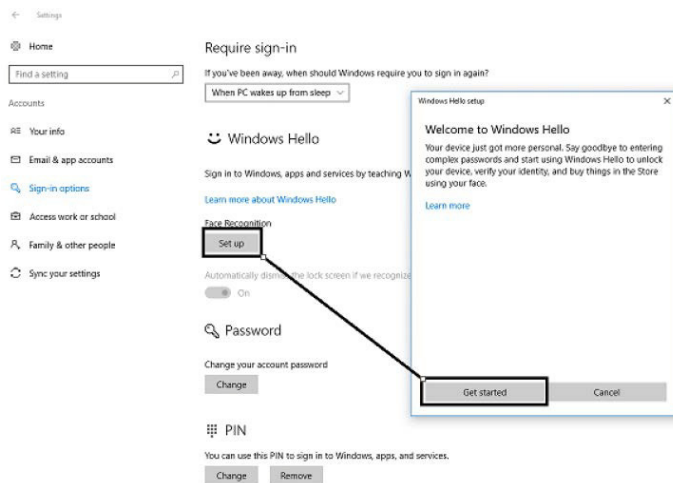 Settings
Home
Find a setting
Accounts
Your info
Email & app accounts
Sign-in options
Access work or school
Family & other people
Sync your settings
Require sign-in
If you've been away, when should Windows require you to sign in again?
When PC wakes up from sleep
Windows Hello
Sign in to Windows, apps and services by teaching W
Learn more about Windows Hello
Face Recognition
Set up
Automatically dismiss the lock screen if we recognize
On
Password
Change your account password
Change
PIN
You can use this PIN to sign in to Windows, apps, and services.
Change Remove
Windows Hello setup
Welcome to Windows Hello
Your device just got more personal. Say goodbye to entering
complex passwords and start using Windows Hello to unlock
your device, verify your identity, and buy things in the Store
using your face.
Learn more
Get started Cancel